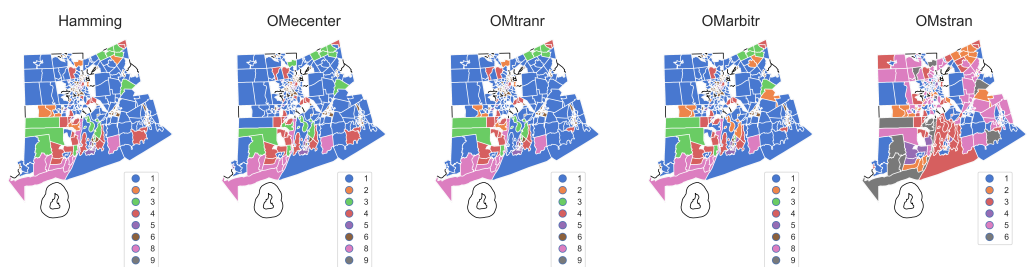 Hamming OMecenter OMtranr OMarbitr OMstran
1 1 1 1 1
2 2 2 2 2
3 3 3 3 3
4 4 4 4 4
5 5 5 5 5
6 6 6 6 6
8 8 8 8
9 9 9 9